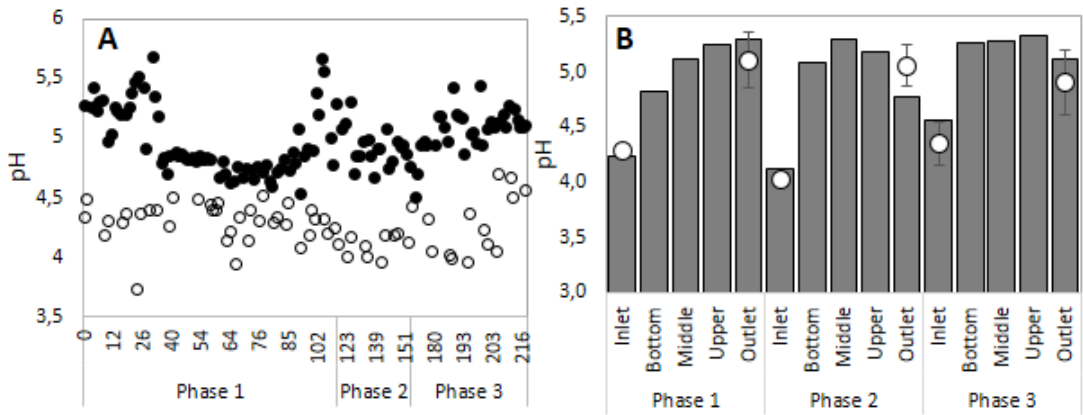 A
pH
6
5,5
5
4,5
4
3,5
0 12 26 40 54 64 76 85 102 123 139 151 180 193 203 216
Phase 1 Phase 2 Phase 3
B
pH
5,5
5,0
4,5
4,0
3,5
3,0
Inlet Bottom Middle Upper Outlet Inlet Bottom Middle Upper Outlet Inlet Bottom Middle Upper Outlet
Phase 1 Phase 2 Phase 3